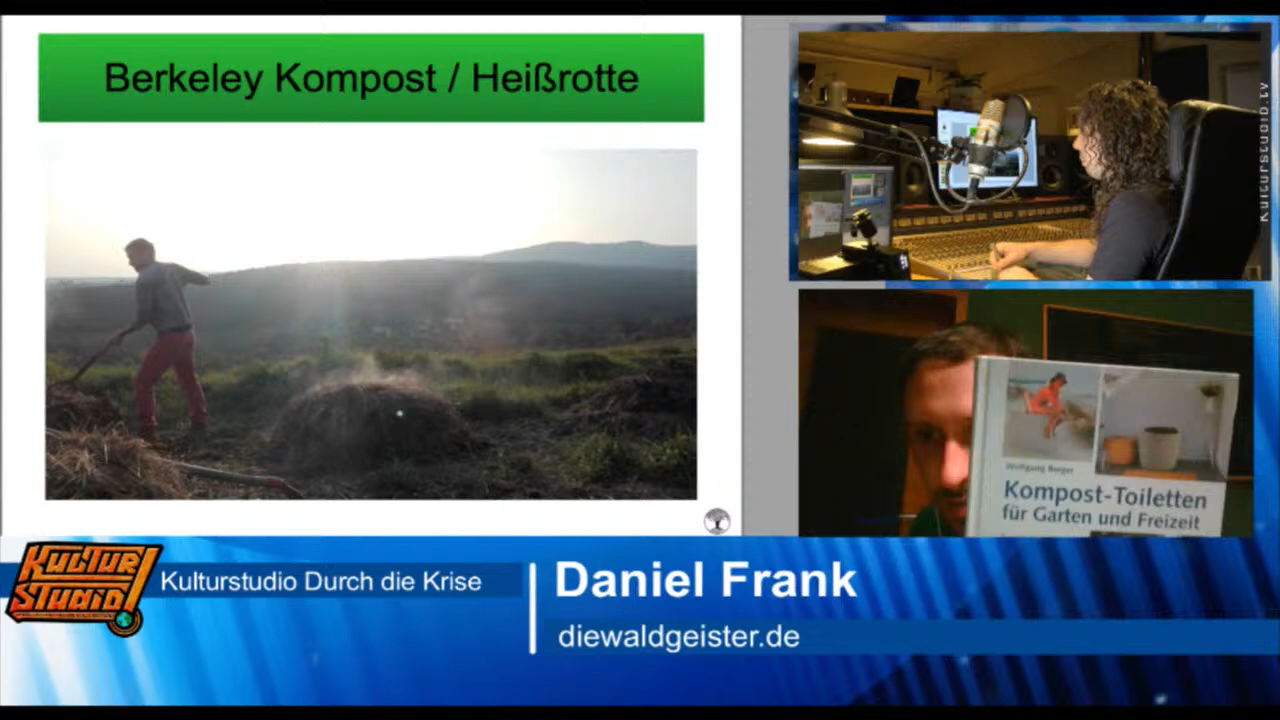 Berkeley Kompost / Heißrotte
Kulturstudio.tv
Wolfgang Berger
Kompost-Toiletten
für Garten und Freizeit
KULTUR
STUDIO!
Kulturstudio Durch die Krise
Daniel Frank
diewaldgeister.de